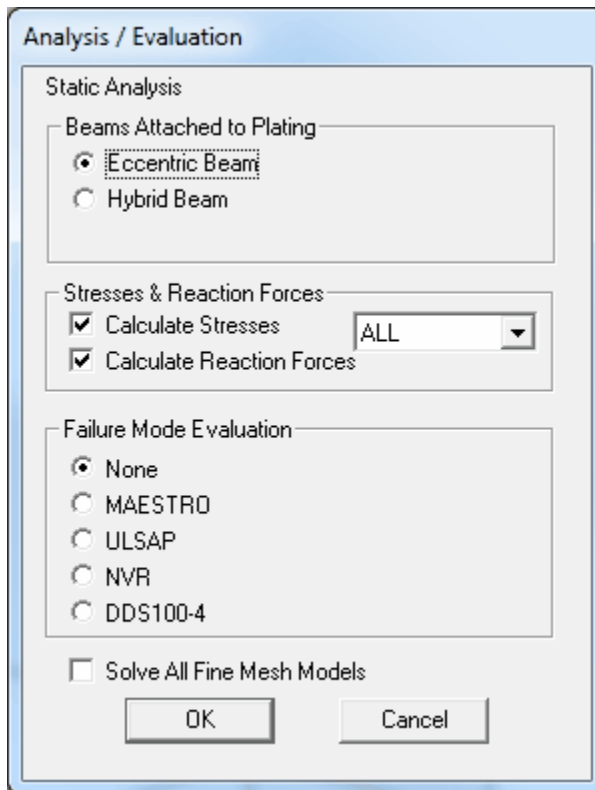 Analysis / Evaluation
Static Analysis
Beams Attached to Plating
Eccentric Beam
Hybrid Beam
Stresses & Reaction Forces
Calculate Stresses ALL
Calculate Reaction Forces
Failure Mode Evaluation
None
MAESTRO
ULSAP
NVR
DDS100-4
Solve All Fine Mesh Models
OK Cancel